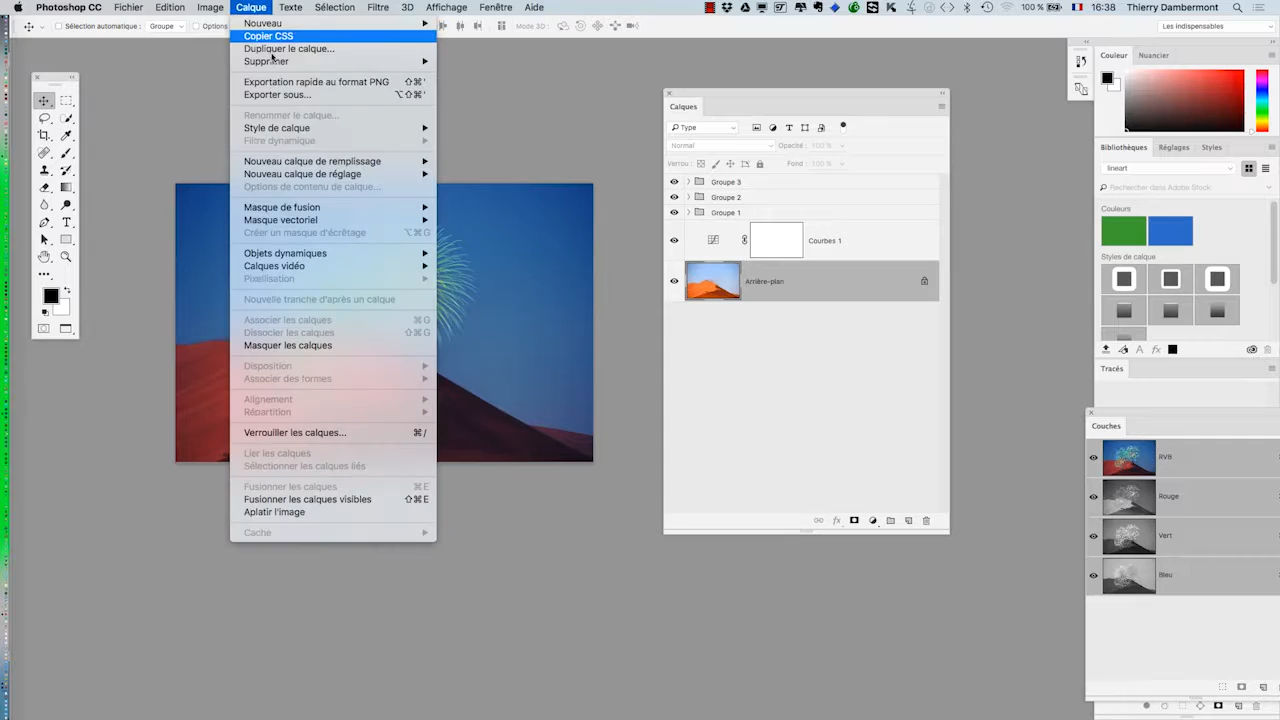 Photoshop CC Fichier Edition Image Calque Texte Sélection Filtre 3D Affichage Fenêtre Aide
100 % 16:38 Thierry Dambermont
Sélection automatique : Groupe Options
Mode 3D :
Les indispensables
Nouveau
Copier CSS
Dupliquer le calque...
Supprimer
Exportation rapide au format PNG ⇧⌘'
Exporter sous... ⌥⇧⌘'
Renommer le calque...
Style de calque
Filtre dynamique
Nouveau calque de remplissage
Nouveau calque de réglage
Options de contenu de calque...
Masque de fusion
Masque vectoriel
Créer un masque d'écrêtage ⌥⌘G
Objets dynamiques
Calques vidéo
Pixellisation
Nouvelle tranche d'après un calque
Associer les calques ⌘G
Dissocier les calques ⇧⌘G
Masquer les calques
Disposition
Associer des formes
Alignement
Répartition
Verrouiller les calques... ⌘/
Lier les calques
Sélectionner les calques liés
Fusionner les calques ⌘E
Fusionner les calques visibles ⇧⌘E
Aplatir l'image
Cache
Calques
Type
Normal Opacité : 100 %
Verrou : Fond : 100 %
Groupe 3
Groupe 2
Groupe 1
Courbes 1
Arrière-plan
fx
Couleur Nuancier
Bibliothèques Réglages Styles
lineart
Rechercher dans Adobe Stock
Couleurs
Styles de calque
A fx
Tracés
Couches
RVB
Rouge
Vert
Bleu